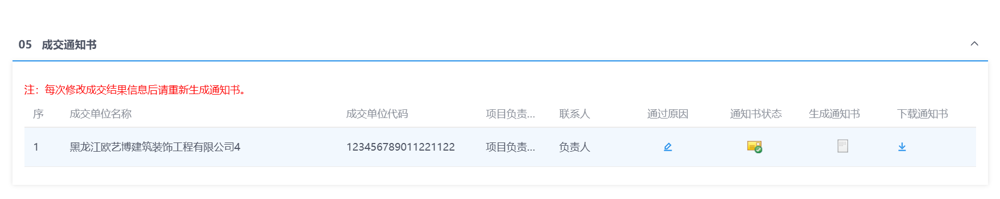 05 成交通知书
注：每次修改成交结果信息后请重新生成通知书。
序 成交单位名称 成交单位代码 项目负责... 联系人 通过原因 通知书状态 生成通知书 下载通知书
1 黑龙江欧艺博建筑装饰工程有限公司4 123456789011221122 项目负责... 负责人